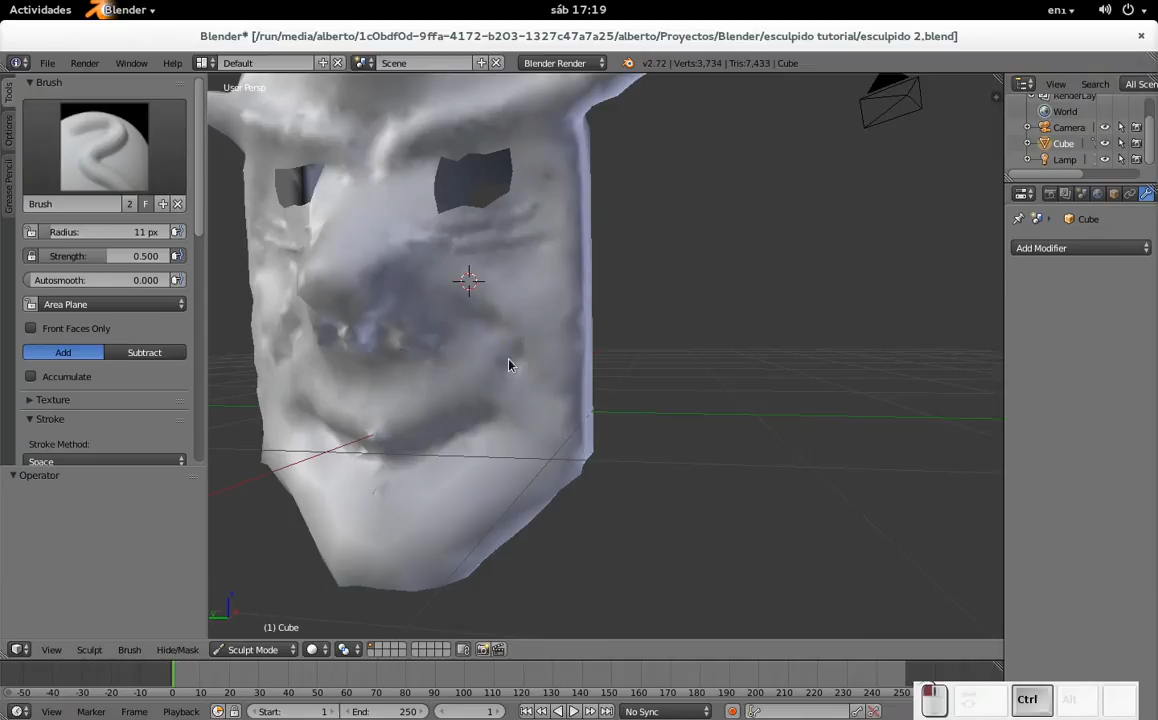 Actividades Blender sáb 17:19 en₁
Blender* [/run/media/alberto/1c0bdf0d-9ffa-4172-b203-1327c47a7a25/alberto/Proyectos/Blender/esculpido tutorial/esculpido 2.blend]
File Render Window Help Default Scene Blender Render v2.72 | Verts:3,734 | Tris:7,433 | Cube
Tools
Options
Grease Pencil
Brush
Brush 2 F
Radius: 11 px
Strength: 0.500
Autosmooth: 0.000
Area Plane
Front Faces Only
Add Subtract
Accumulate
Texture
Stroke
Stroke Method:
Space
Operator
User Persp
(1) Cube
View Search All Scen
RenderLay
World
Camera
Cube
Lamp
Cube
Add Modifier
View Sculpt Brush Hide/Mask Sculpt Mode
-50 -40 -30 -20 -10 0 10 20 30 40 50 60 70 80 90 100 110 120 130 140 150 160 170 180 190 200 210 220 230 240 250
View Marker Frame Playback Start: 1 End: 250 1 No Sync
Ctrl Alt